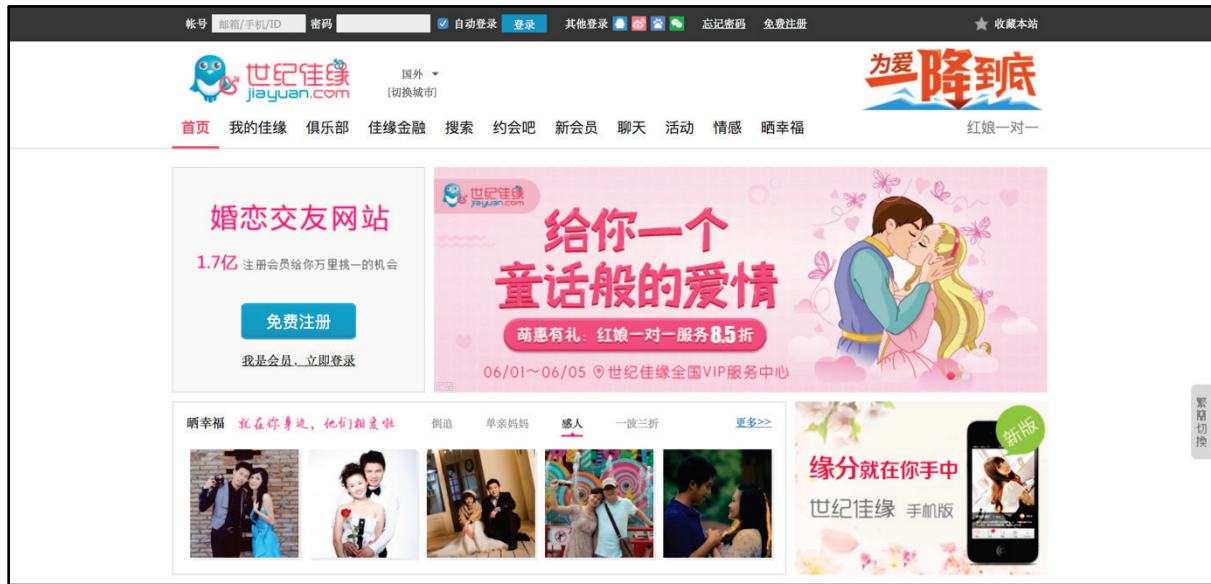 帐号 邮箱/手机/ID 密码 自动登录 登录 其他登录 忘记密码 免费注册 收藏本站
世纪佳缘
jiayuan.com
国外
[切换城市]
为爱降到底
首页 我的佳缘 俱乐部 佳缘金融 搜索 约会吧 新会员 聊天 活动 情感 晒幸福 红娘一对一
婚恋交友网站
1.7亿 注册会员给你万里挑一的机会
免费注册
我是会员、立即登录
世纪佳缘
jiayuan.com
给你一个
童话般的爱情
萌惠有礼：红娘一对一服务8.5折
06/01~06/05 世纪佳缘全国VIP服务中心
晒幸福 就在你身边，他们相爱啦 倒追 单亲妈妈 感人 一波三折 更多>>
新版
缘分就在你手中
世纪佳缘 手机版
繁簡切換